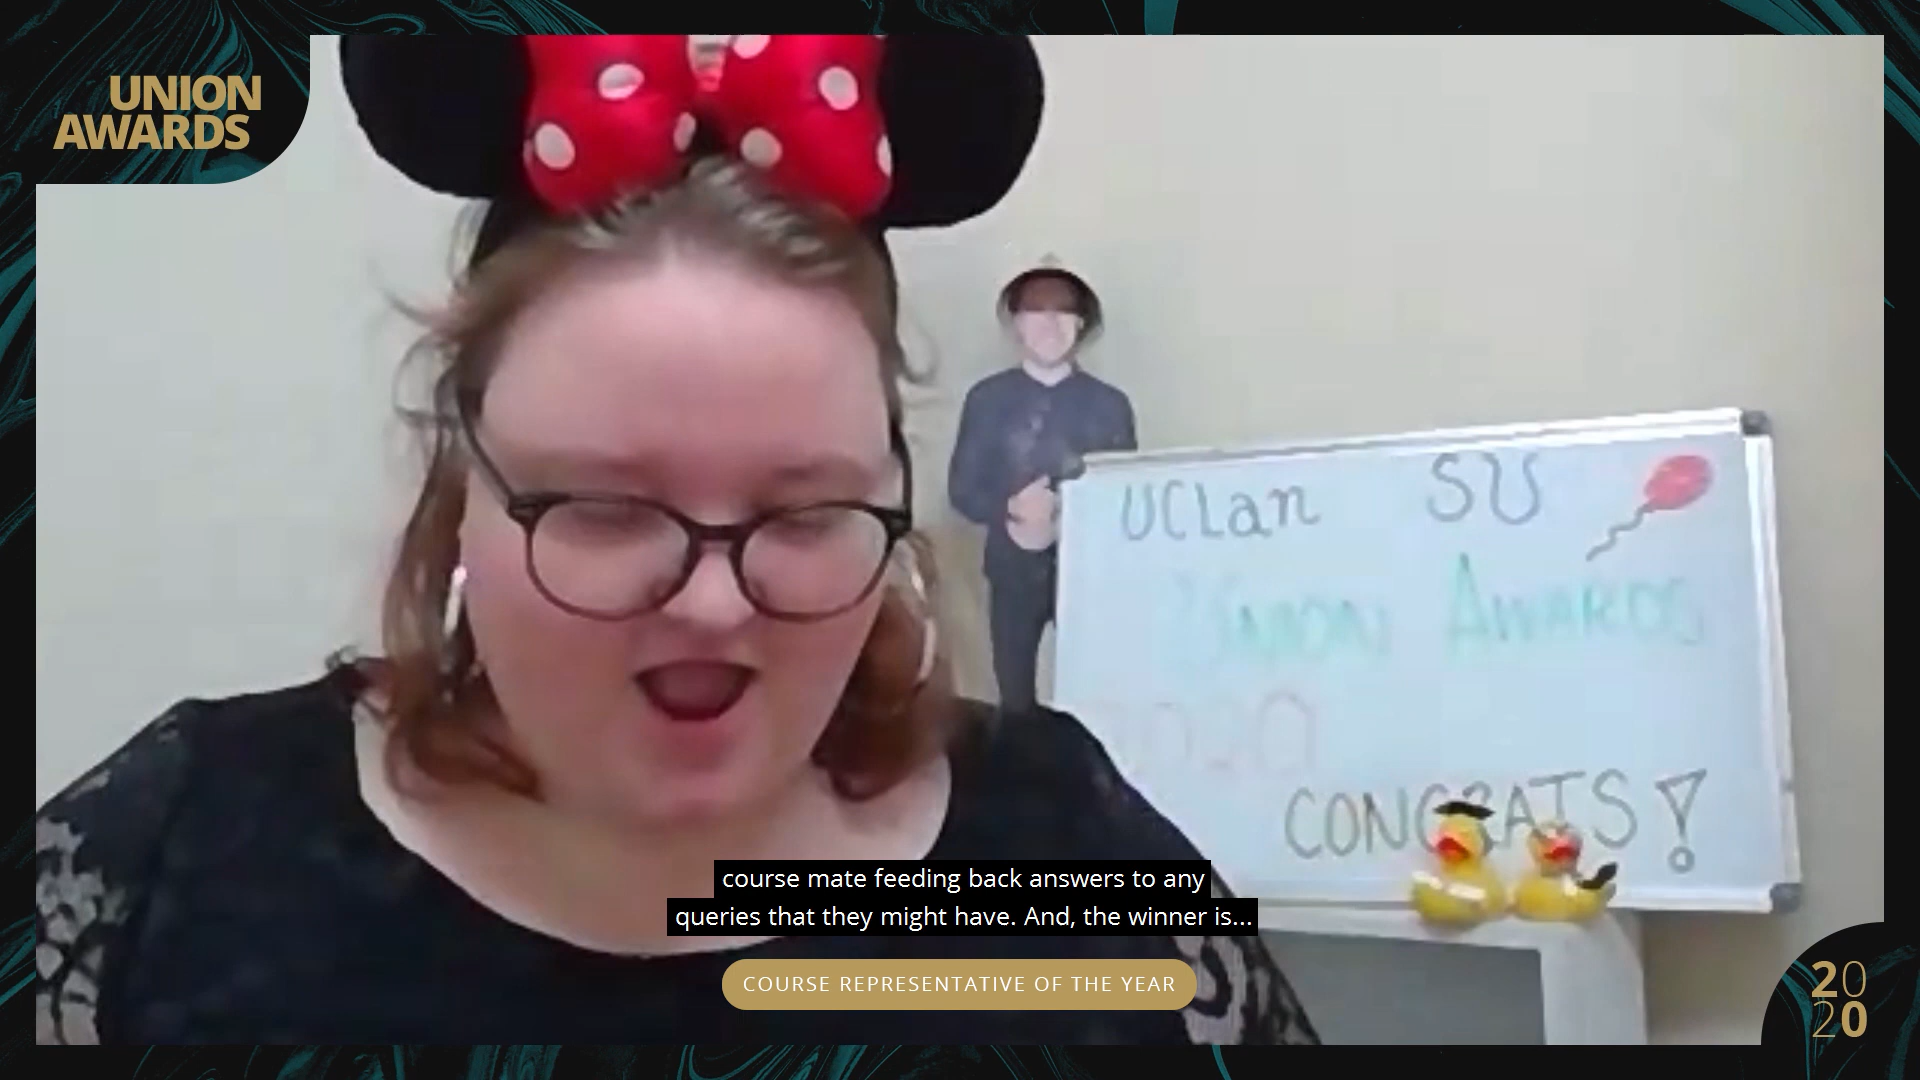 UNION
AWARDS
UCLan SU
UNION AWARDS
2020
CONGRATS!
course mate feeding back answers to any
queries that they might have. And, the winner is...
COURSE REPRESENTATIVE OF THE YEAR
20
20